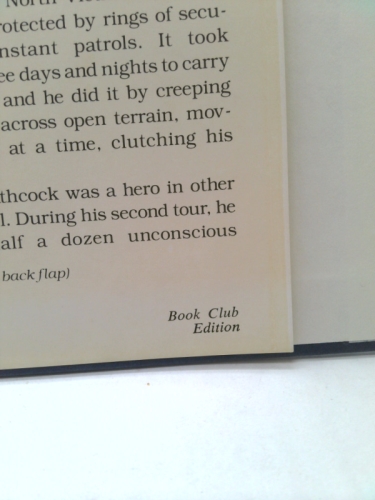 rotected by rings of secu-
nstant patrols. It took
ee days and nights to carry
and he did it by creeping
across open terrain, mov-
at a time, clutching his
thcock was a hero in other
l. During his second tour, he
alf a dozen unconscious
back flap)
Book Club
Edition